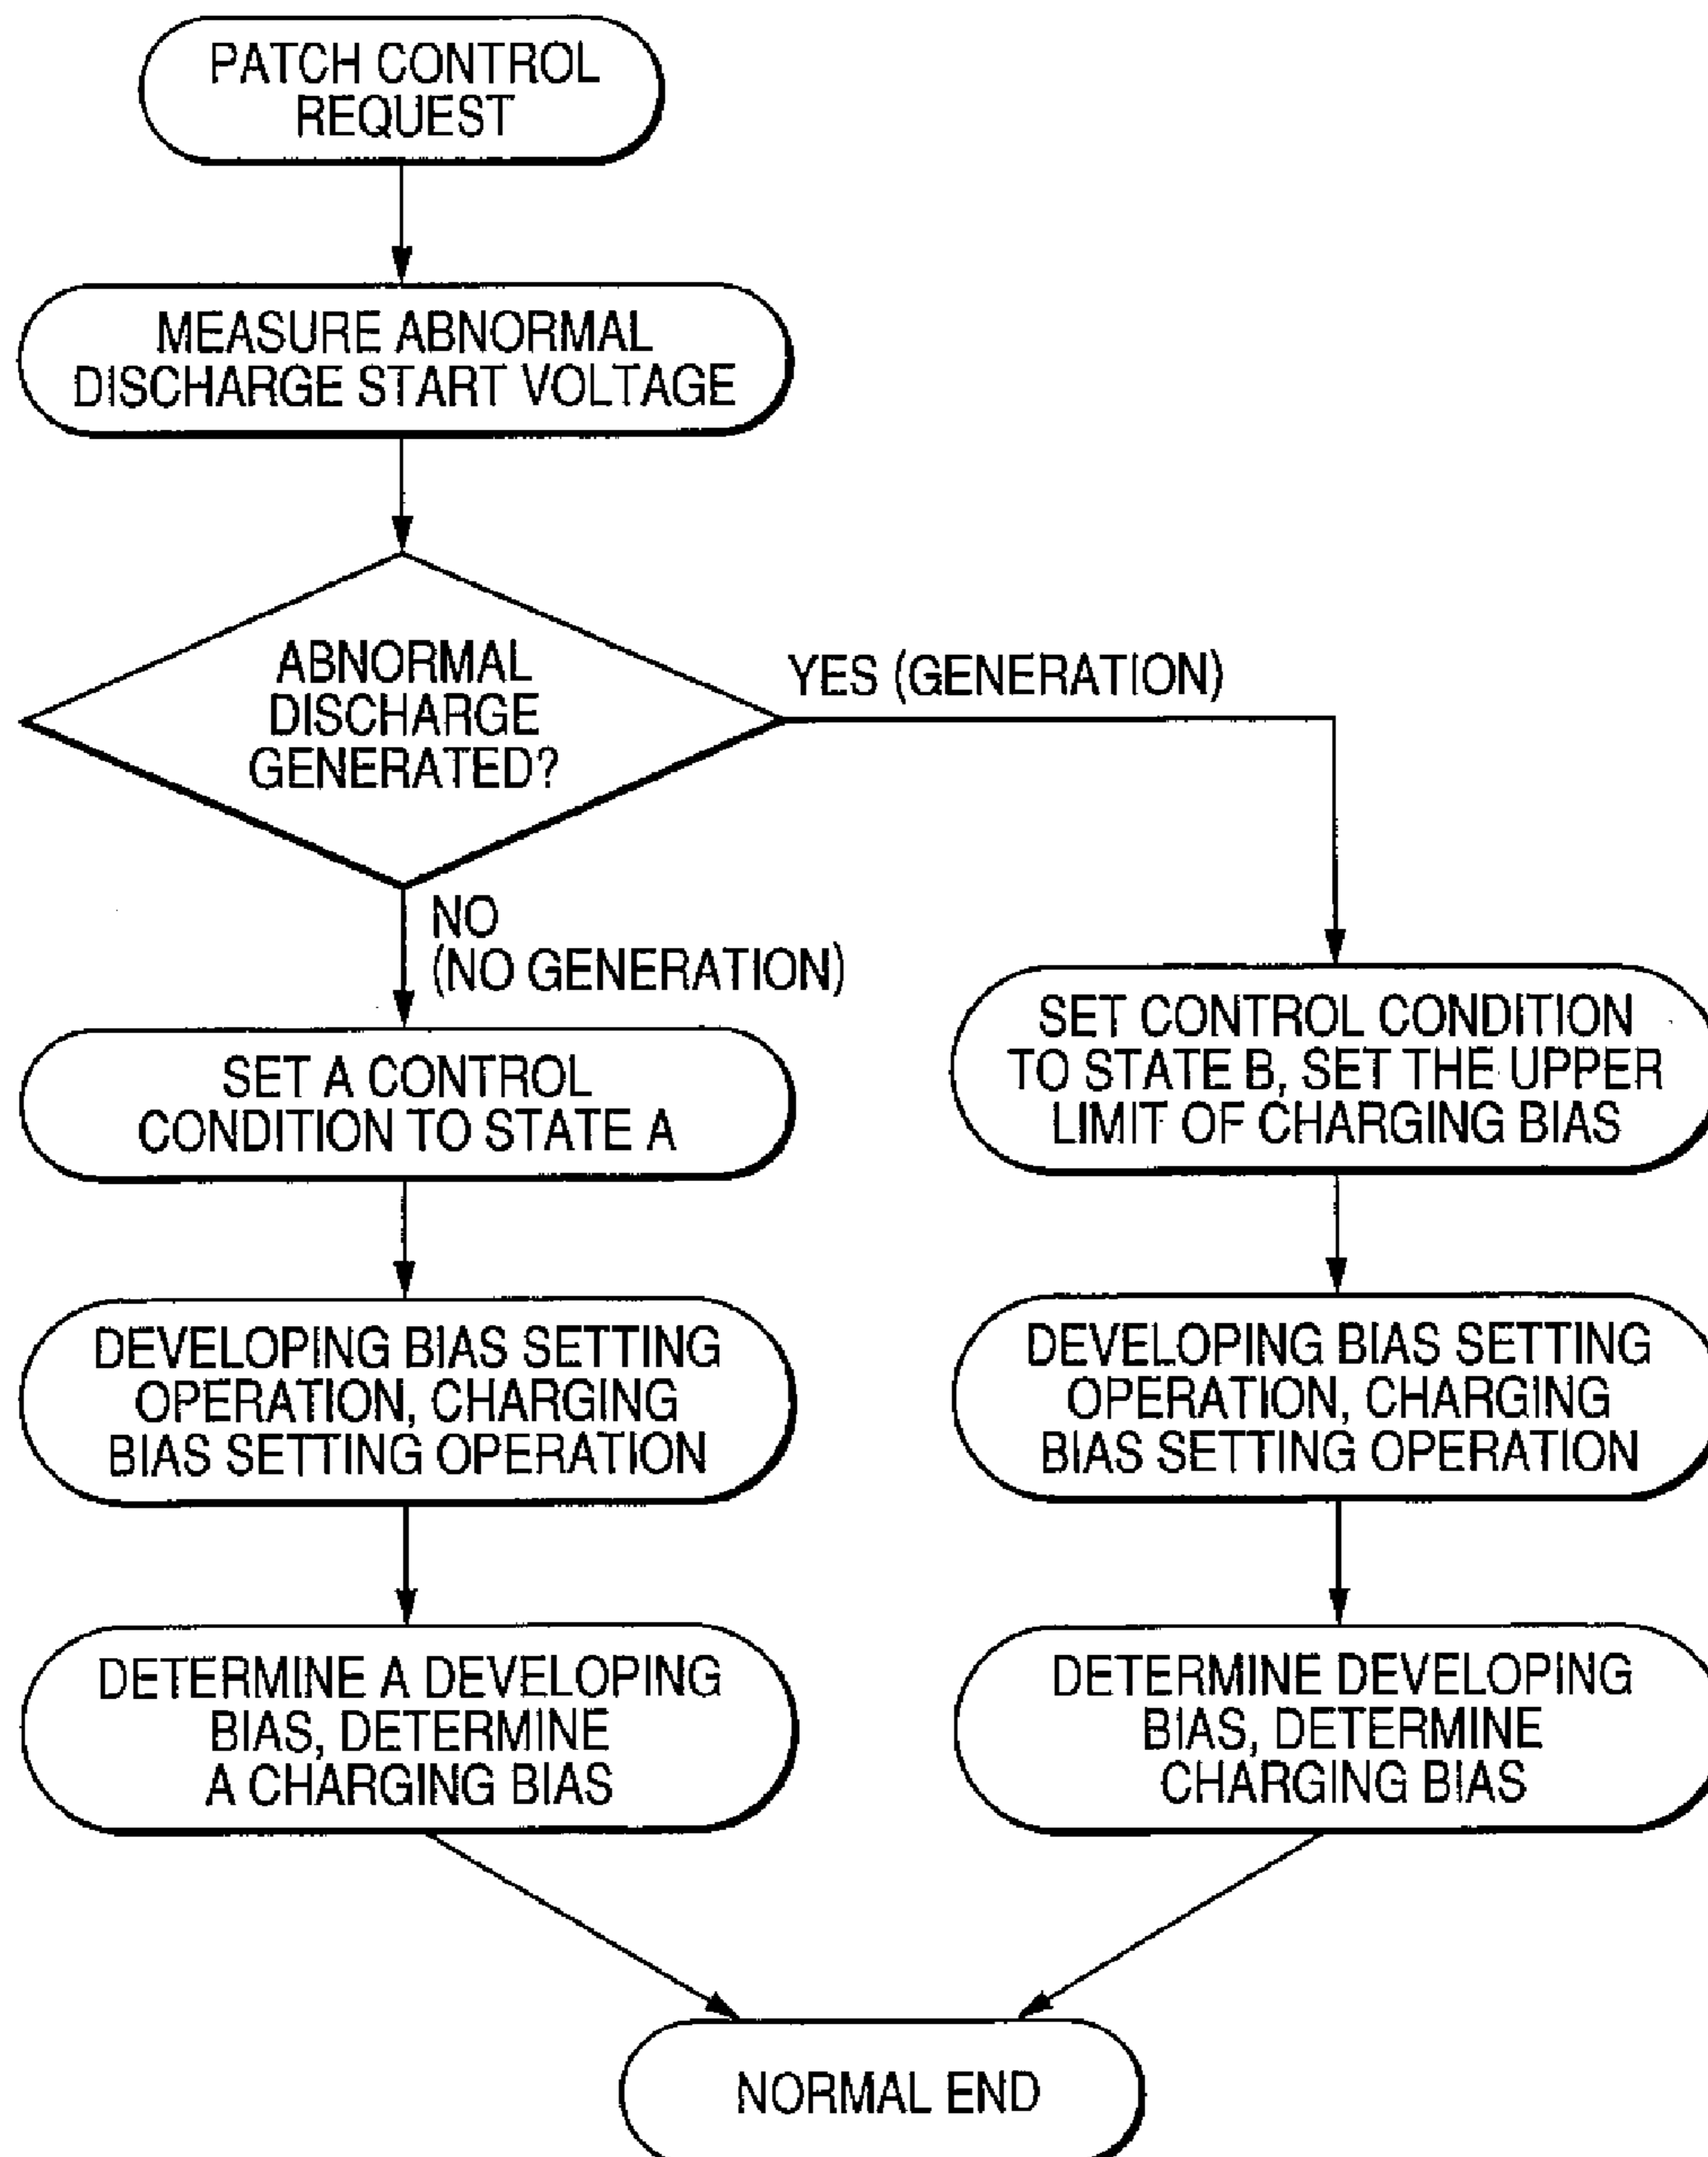 PATCH CONTROL
REQUEST
MEASURE ABNORMAL
DISCHARGE START VOLTAGE
ABNORMAL
DISCHARGE
GENERATED?
YES (GENERATION)
NO
(NO GENERATION)
SET A CONTROL
CONDITION TO STATE A
DEVELOPING BIAS SETTING
OPERATION, CHARGING
BIAS SETTING OPERATION
DETERMINE A DEVELOPING
BIAS, DETERMINE
A CHARGING BIAS
SET CONTROL CONDITION
TO STATE B, SET THE UPPER
LIMIT OF CHARGING BIAS
DEVELOPING BIAS SETTING
OPERATION, CHARGING
BIAS SETTING OPERATION
DETERMINE DEVELOPING
BIAS, DETERMINE
CHARGING BIAS
NORMAL END